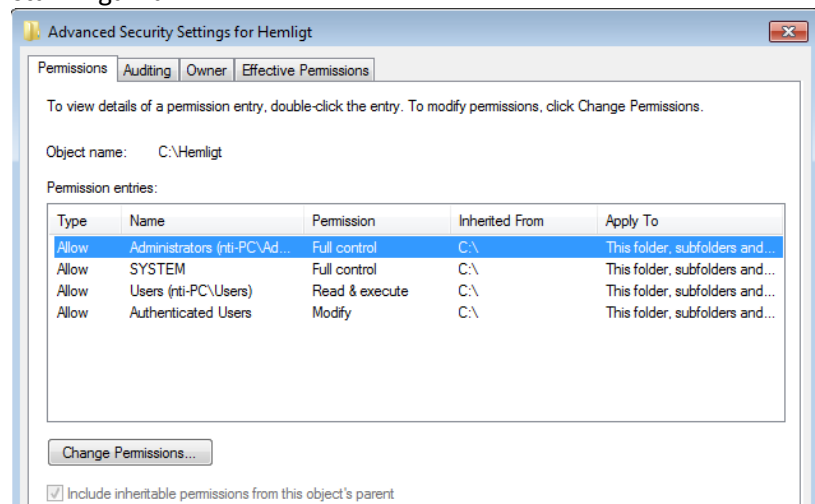 Advanced Security Settings for Hemligt
Permissions Auditing Owner Effective Permissions
To view details of a permission entry, double-click the entry. To modify permissions, click Change Permissions.
Object name: C:\Hemligt
Permission entries:
Type Name Permission Inherited From Apply To
Allow Administrators (nti-PC\Ad... Full control C:\ This folder, subfolders and...
Allow SYSTEM Full control C:\ This folder, subfolders and...
Allow Users (nti-PC\Users) Read & execute C:\ This folder, subfolders and...
Allow Authenticated Users Modify C:\ This folder, subfolders and...
Change Permissions...
Include inheritable permissions from this object's parent